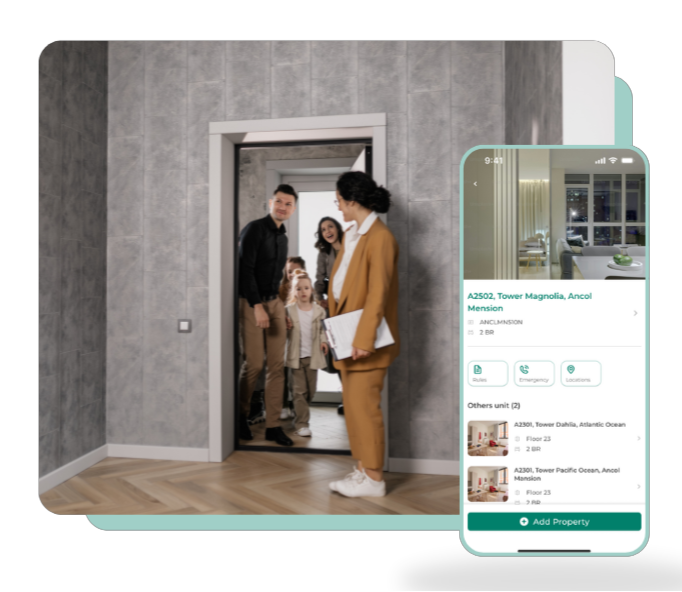 9:41
A2502, Tower Magnolia, Ancol
Mension
ANCLMNSION
2 BR
Rules
Emergency
Locations
Others unit (2)
A2301, Tower Dahlia, Atlantic Ocean
Floor 23
2 BR
A2301, Tower Pacific Ocean, Ancol
Mansion
Floor 23
2 BR
Add Property